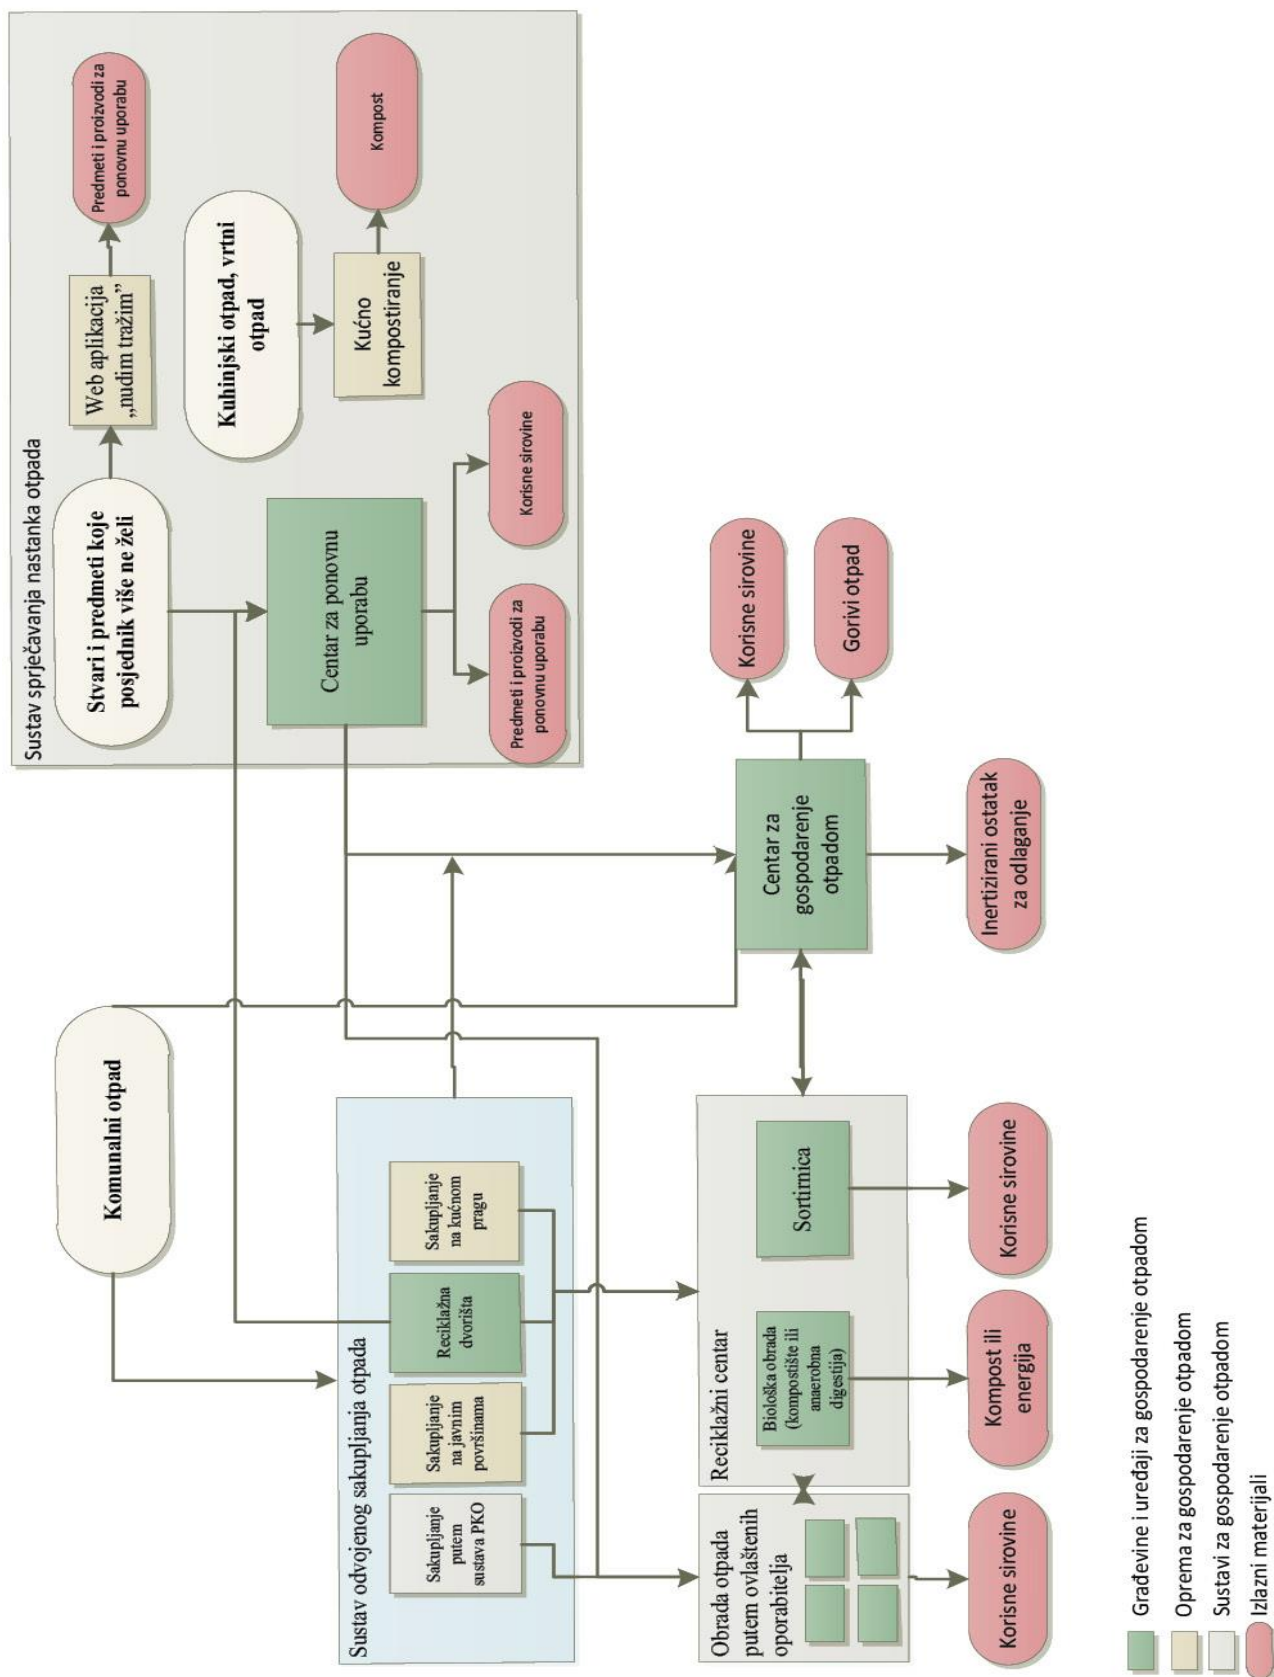 Komunalni otpad
Sustav sprječavanja nastanka otpada
Stvari i predmeti koje
posjednik više ne želi
Web aplikacija
„nudim tražim”
Predmeti i proizvodi za
ponovnu uporabu
Kuhinjski otpad, vrtni
otpad
Kućno
kompostiranje
Kompost
Centar za ponovnu
uporabu
Predmeti i proizvodi za
ponovnu uporabu
Korisne sirovine
Sustav odvojenog sakupljanja otpada
Sakupljanje
putem
sustava PKO
Sakupljanje
na javnim
površinama
Reciklažna
dvorišta
Sakupljanje
na kućnom
pragu
Obrada otpada
putem ovlaštenih
oporabitelja
Reciklažni centar
Biološka obrada
(kompostište ili
anaerobna
digestija)
Sortirnica
Centar za
gospodarenje
otpadom
Korisne sirovine
Gorivi otpad
Korisne sirovine
Kompost ili
energija
Korisne sirovine
Inertizirani ostatak
za odlaganje
Građevine i uređaji za gospodarenje otpadom
Oprema za gospodarenje otpadom
Sustavi za gospodarenje otpadom
Izlazni materijali